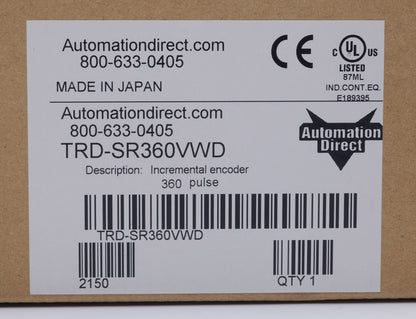 Automationdirect.com
800-633-0405
MADE IN JAPAN
CE
C UL US
LISTED
87ML
IND.CONT.EQ.
E189395
Automationdirect.com
800-633-0405
TRD-SR360VWD
Description: Incremental encoder
360 pulse
Automation
Direct
TRD-SR360VWD
2150
QTY 1